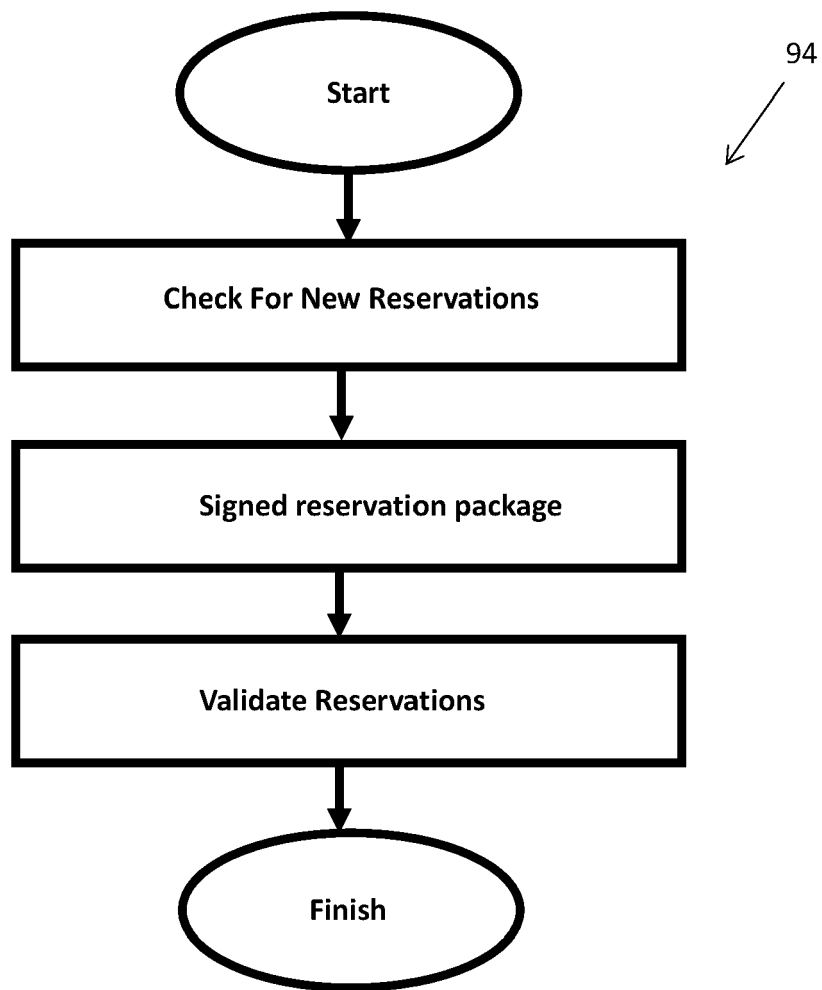 94
Start
Check For New Reservations
Signed reservation package
Validate Reservations
Finish